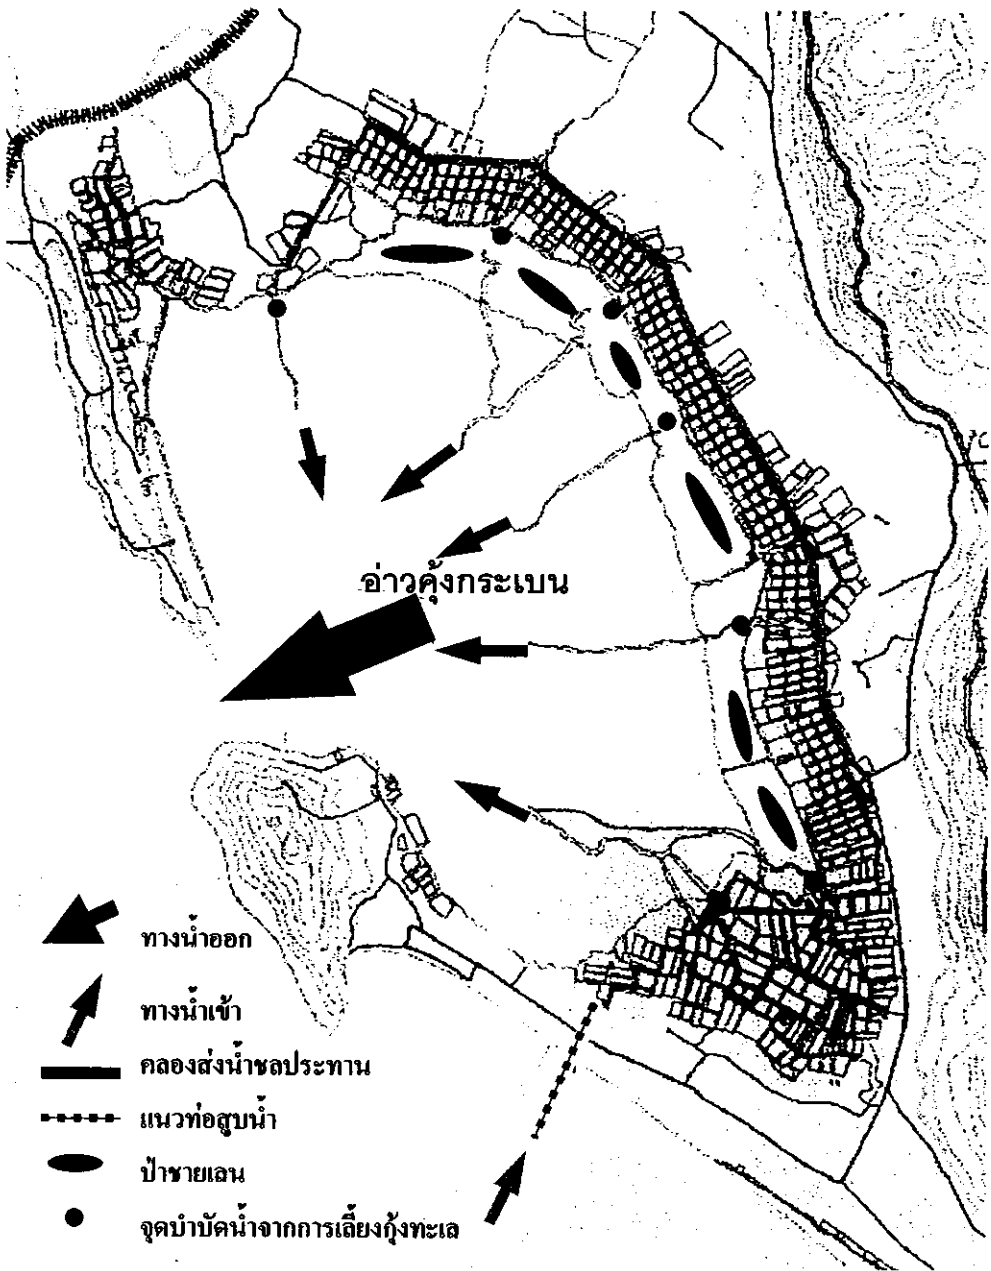 อ่าวคุ้งกระเบน
ทางน้ำออก
ทางน้ำเข้า
คลองส่งน้ำชลประทาน
แนวท่อสูบน้ำ
ป่าชายเลน
จุดบำบัดน้ำจากการเลี้ยงกุ้งทะเล